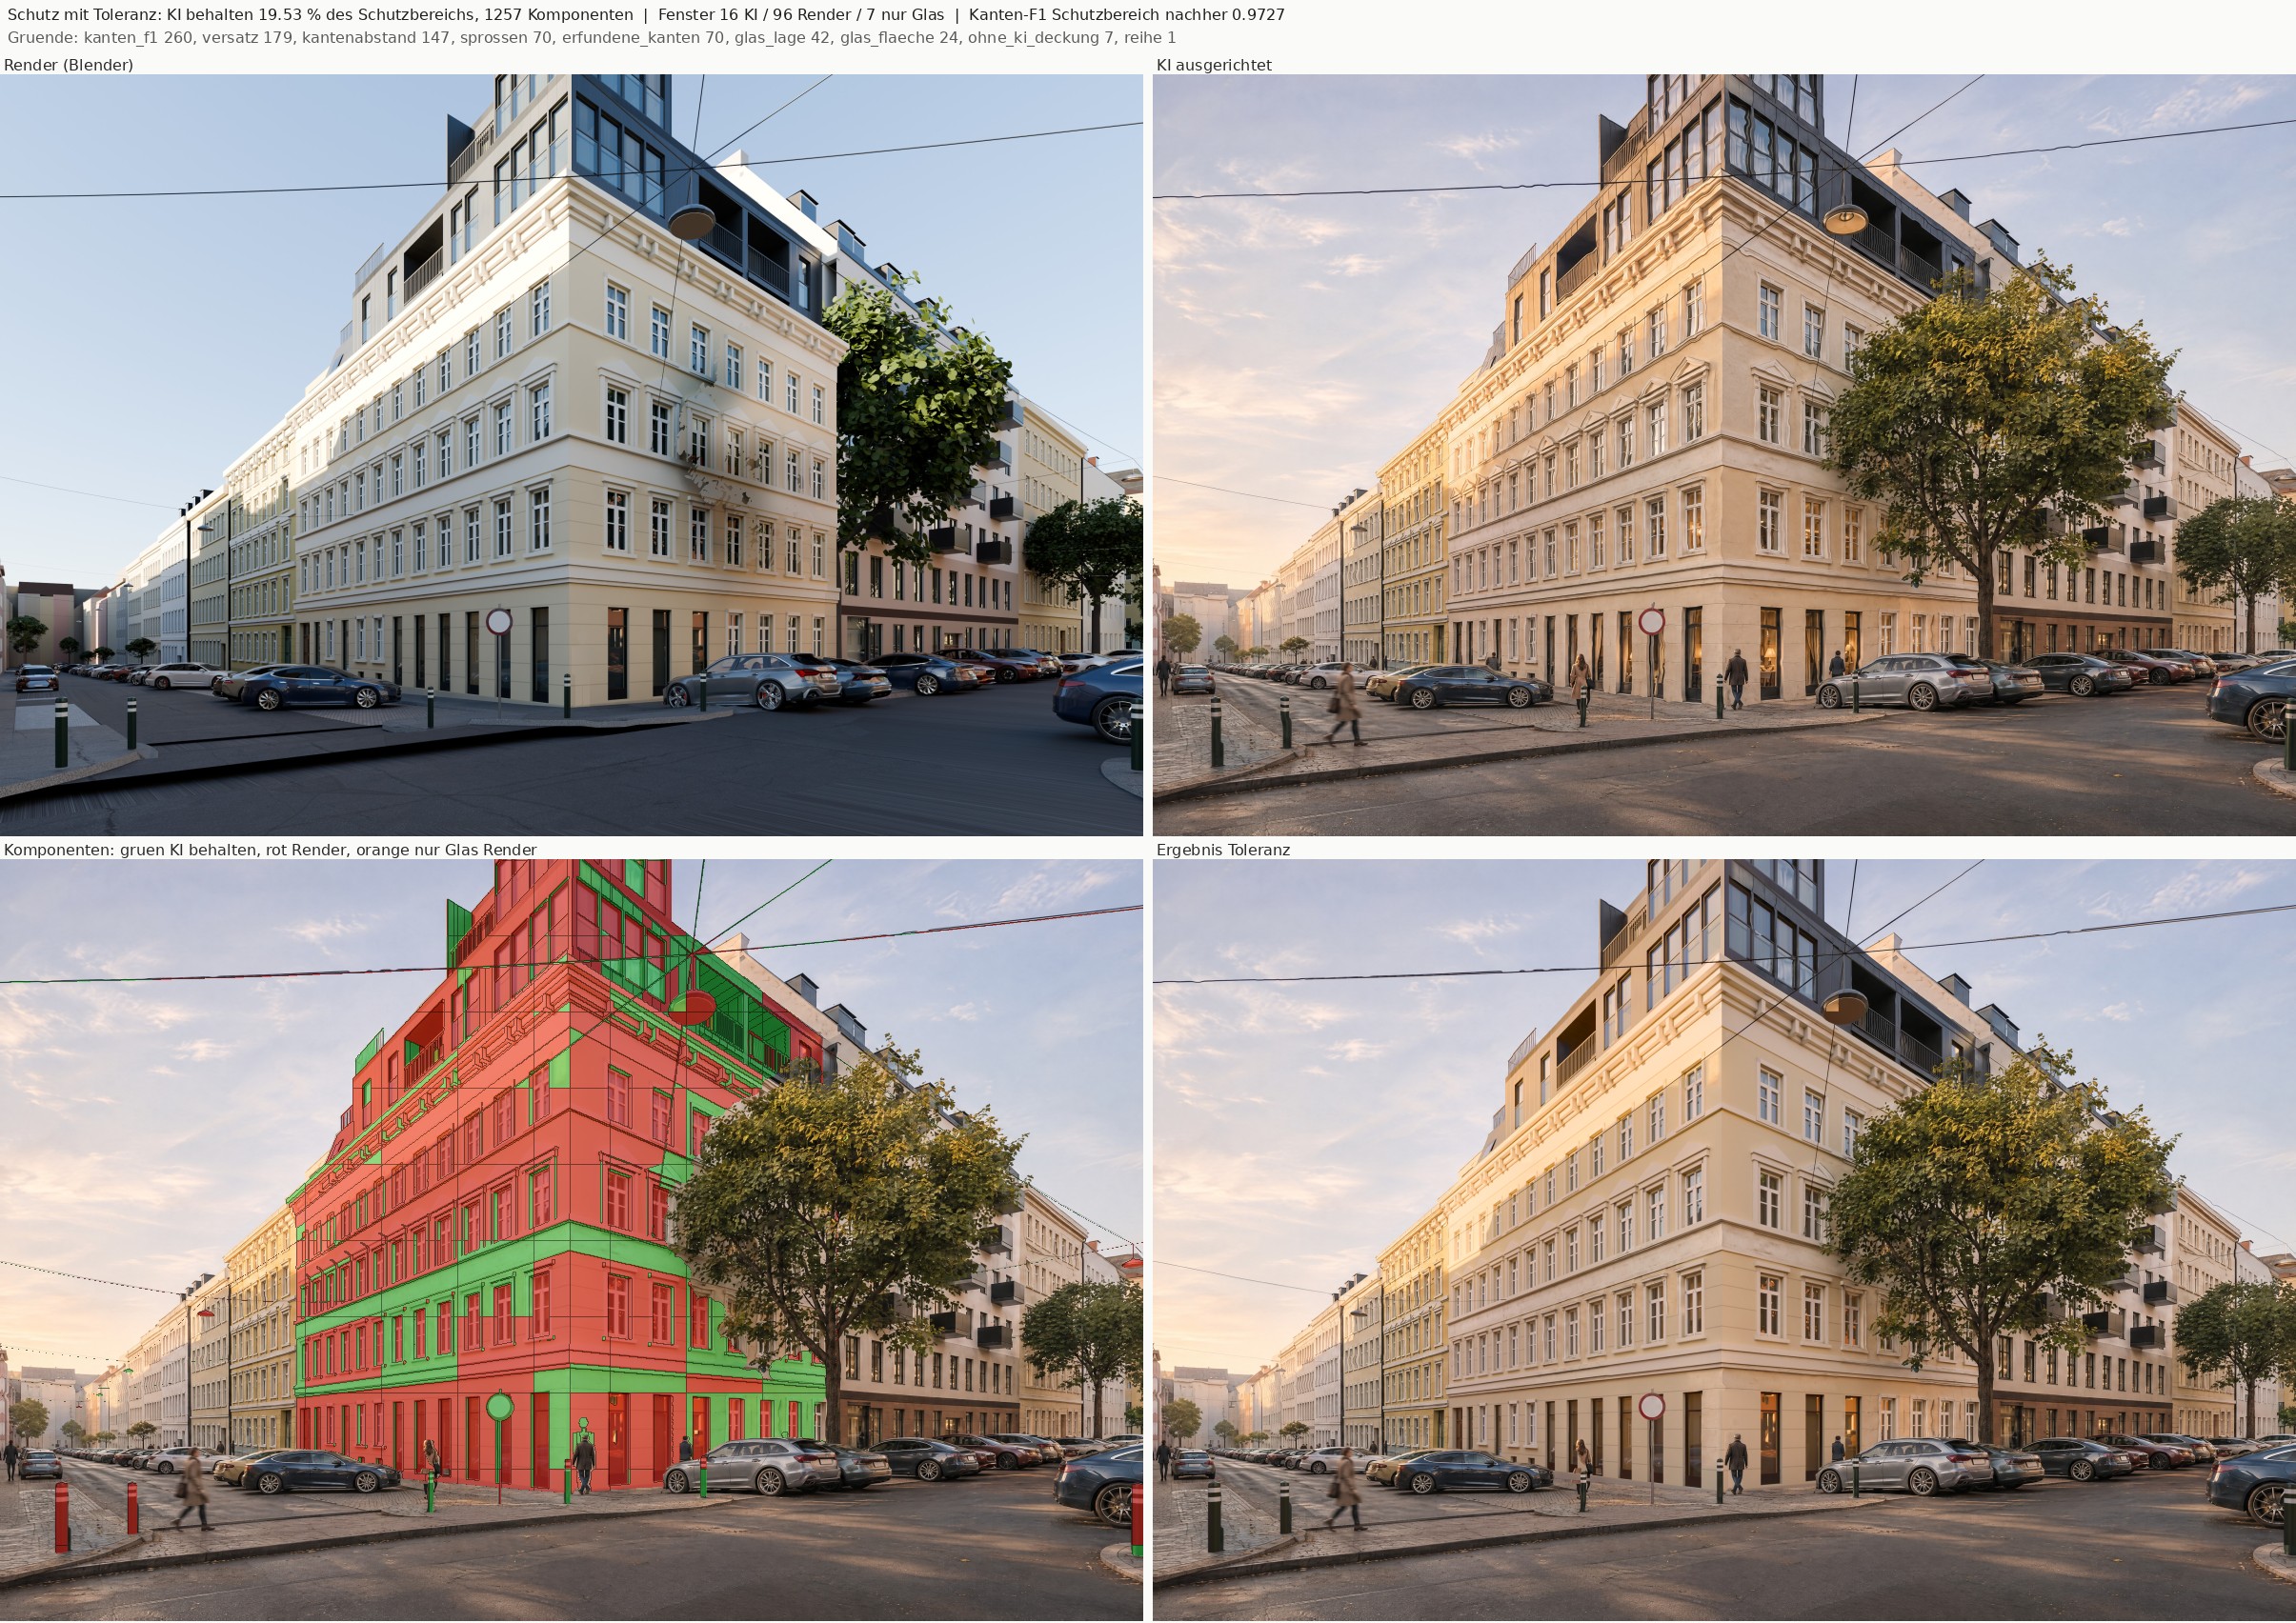 Schutz mit Toleranz: KI behalten 19.53 % des Schutzbereichs, 1257 Komponenten | Fenster 16 KI / 96 Render / 7 nur Glas | Kanten-F1 Schutzbereich nachher 0.9727
Gruende: kanten_f1 260, versatz 179, kantenabstand 147, sprossen 70, erfundene_kanten 70, glas_lage 42, glas_flaeche 24, ohne_ki_deckung 7, reihe 1
Render (Blender)
KI ausgerichtet
Komponenten: gruen KI behalten, rot Render, orange nur Glas Render
Ergebnis Toleranz